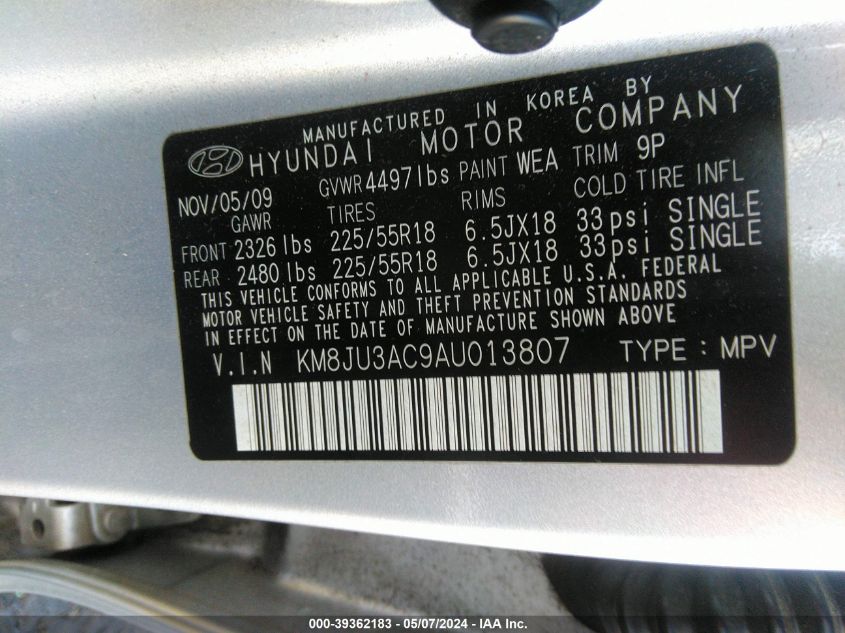 MANUFACTURED IN KOREA BY
HYUNDAI MOTOR COMPANY
NOV/05/09 GVWR 4497 lbs PAINT WEA TRIM 9P
GAWR TIRES RIMS COLD TIRE INFL
FRONT 2326 lbs 225/55R18 6.5JX18 33psi SINGLE
REAR 2480 lbs 225/55R18 6.5JX18 33psi SINGLE
THIS VEHICLE CONFORMS TO ALL APPLICABLE U.S.A. FEDERAL
MOTOR VEHICLE SAFETY AND THEFT PREVENTION STANDARDS
IN EFFECT ON THE DATE OF MANUFACTURE SHOWN ABOVE
V.I.N KM8JU3AC9AU013807 TYPE : MPV
000-39362183 - 05/07/2024 - IAA Inc.